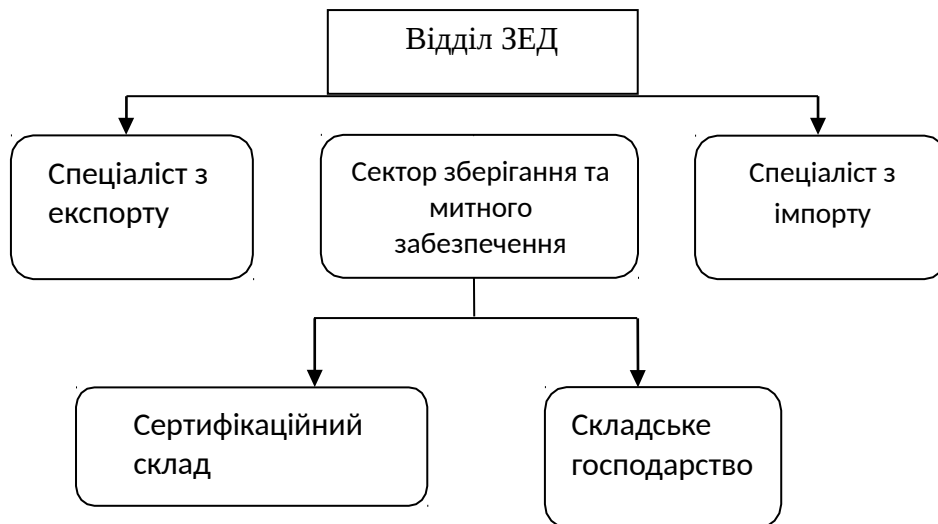 Відділ ЗЕД
Спеціаліст з
експорту
Сектор зберігання та
митного
забезпечення
Спеціаліст з
імпорту
Сертифікаційний
склад
Складське
господарство